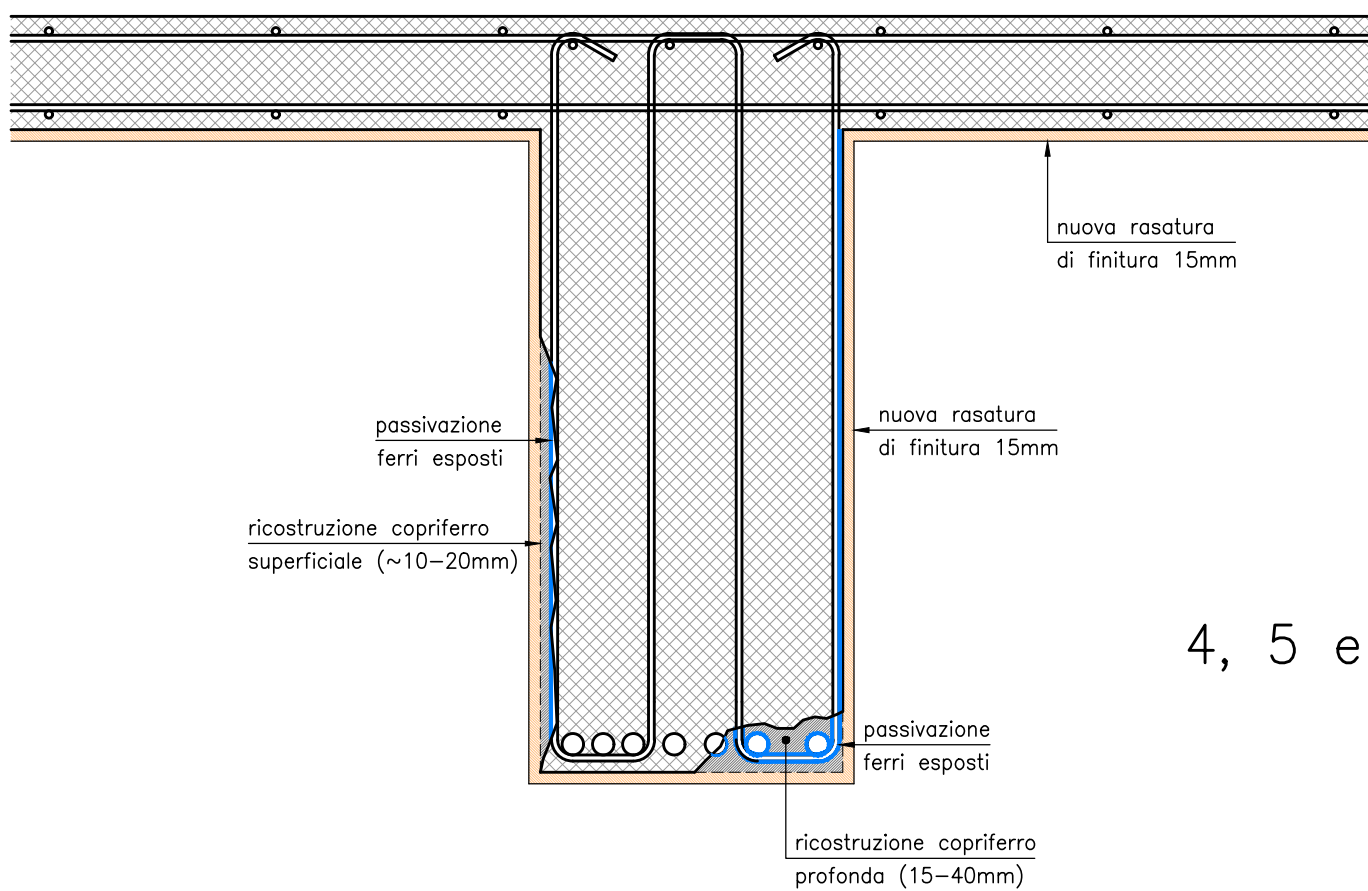 nuova rasatura
di finitura 15mm
passivazione
ferri esposti
nuova rasatura
di finitura 15mm
ricostruzione copriferro
superficiale (~10-20mm)
4, 5 e
passivazione
ferri esposti
ricostruzione copriferro
profonda (15-40mm)